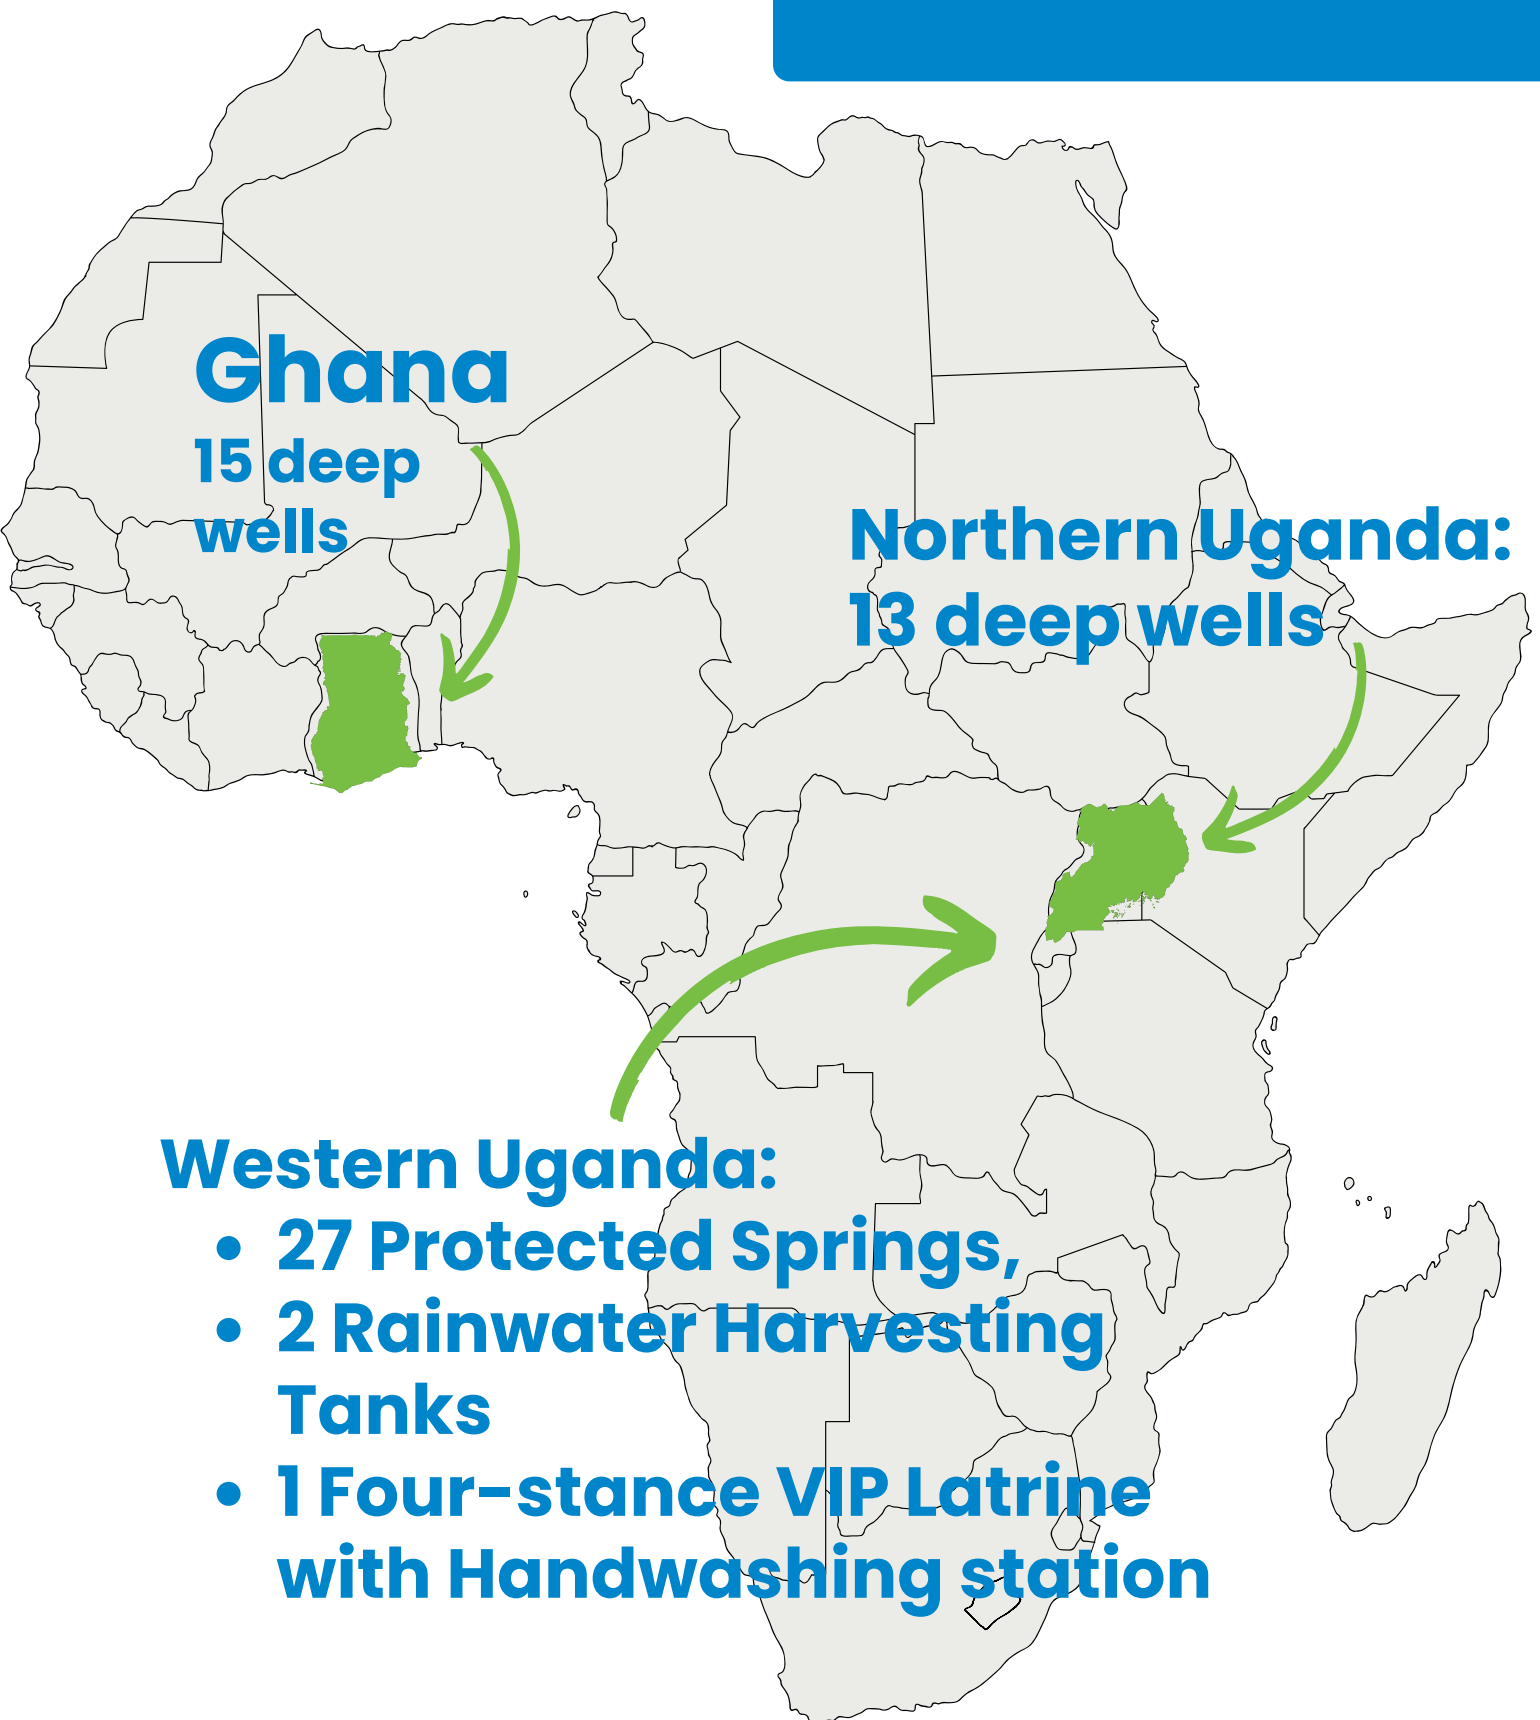 Ghana
15 deep
wells
Northern Uganda:
13 deep wells
Western Uganda:
• 27 Protected Springs,
• 2 Rainwater Harvesting
Tanks
• 1 Four-stance VIP Latrine
with Handwashing station